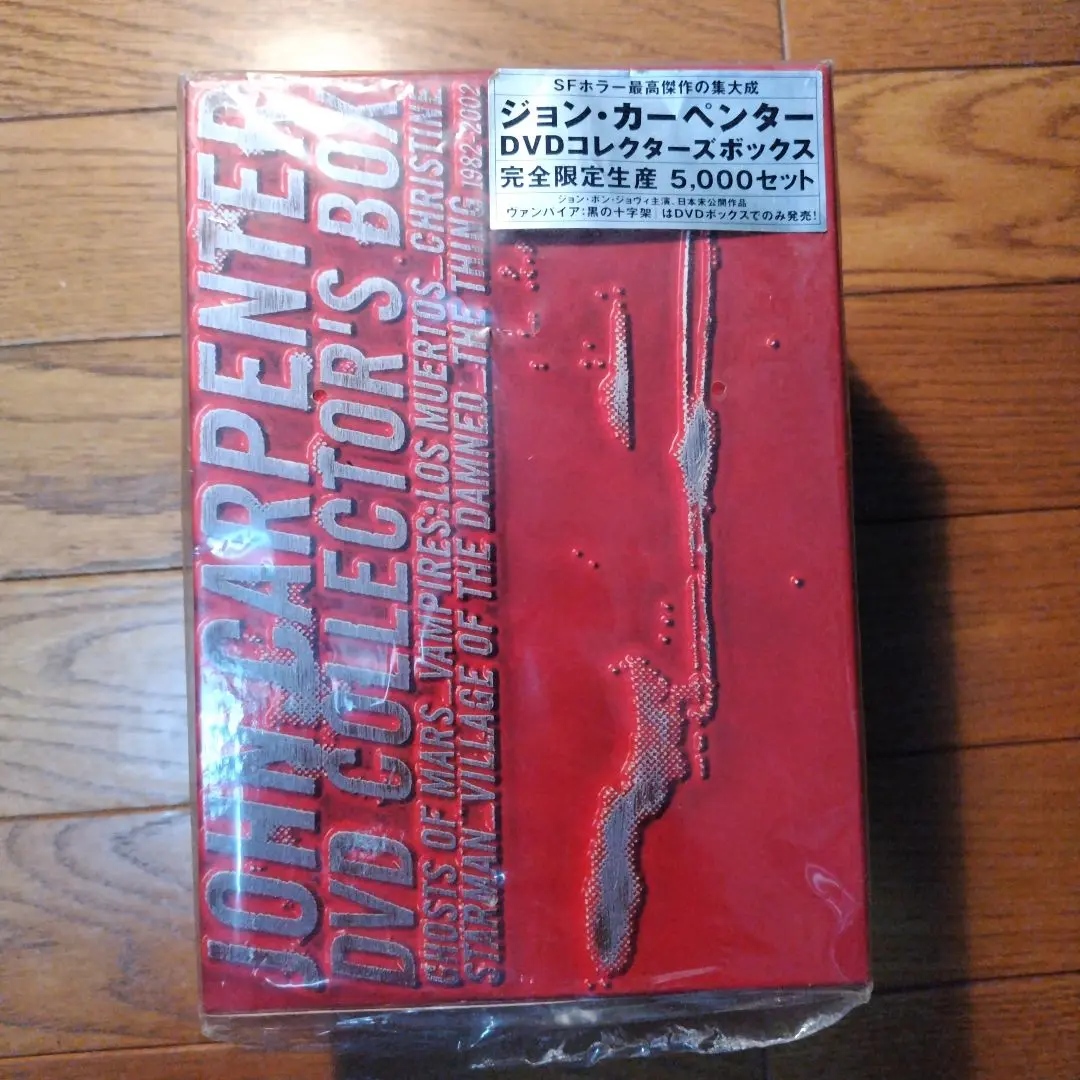 SFホラー最高傑作の集大成
ジョン・カーペンター
DVDコレクターズボックス
完全限定生産 5,000セット
ジョン・ボン・ジョヴィ主演、日本未公開作品
ヴァンパイア:黒の十字架 はDVDボックスでのみ発売!
JOHN CARPENTER
DVD COLLECTOR'S BOX
GHOSTS OF MARS_VAMPIRES:LOS MUERTOS_CHRISTINE
STARMAN_VILLAGE OF THE DAMNED_THE THING 1982-2002